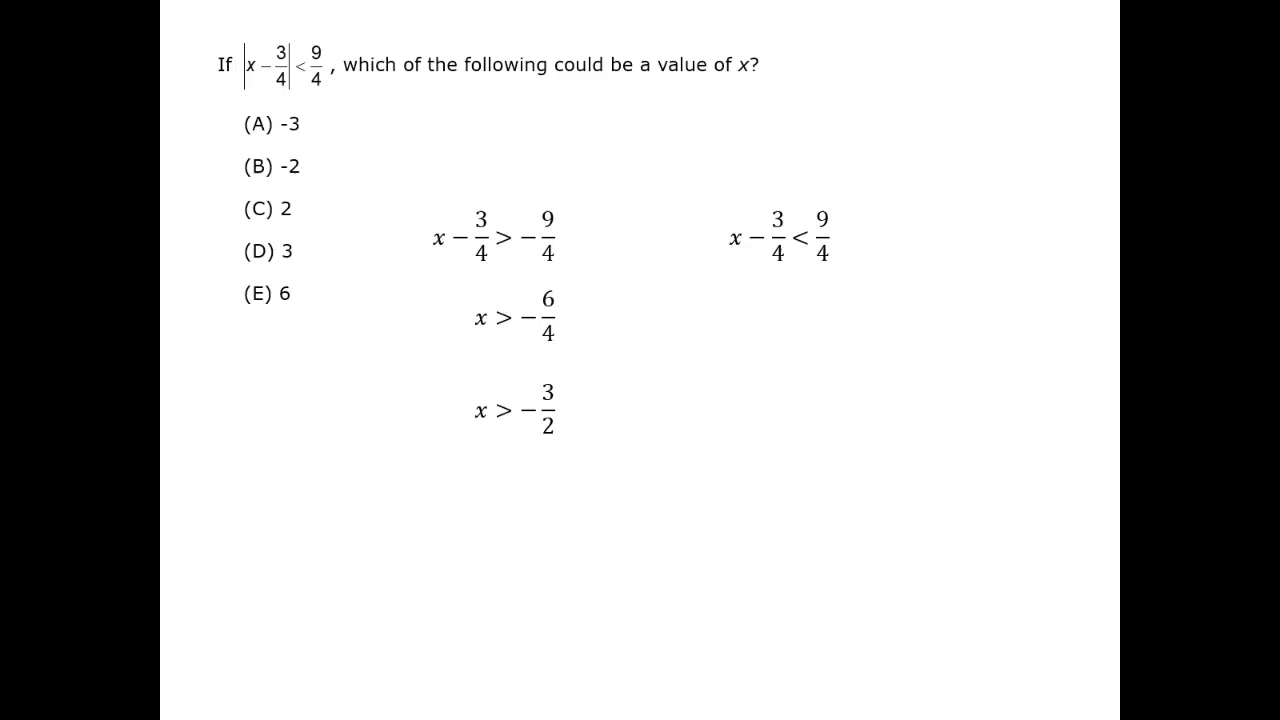 If |x − 3/4| < 9/4 , which of the following could be a value of x?
(A) -3
(B) -2
(C) 2
(D) 3
(E) 6
x − 3/4 > − 9/4
x > − 6/4
x > − 3/2
x − 3/4 < 9/4